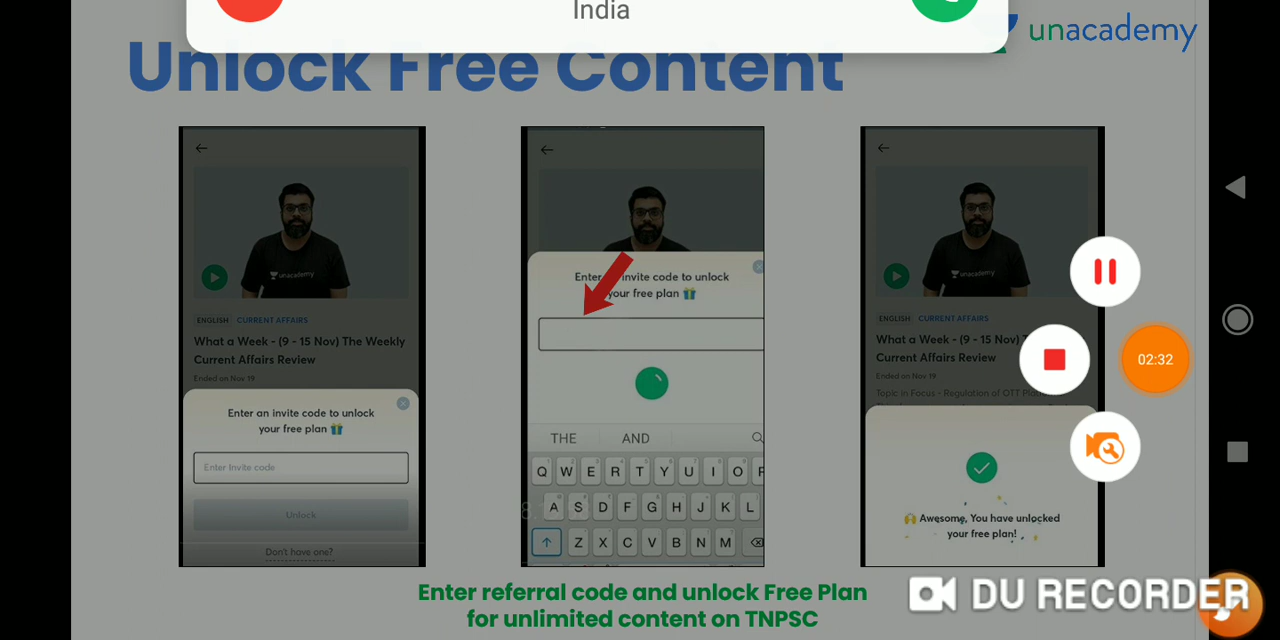 India
unacademy
Unlock Free Content
unacademy
ENGLISH CURRENT AFFAIRS
What a Week - (9 - 15 Nov) The Weekly
Current Affairs Review
Ended on Nov 19
Enter an invite code to unlock
your free plan
Enter Invite code
Unlock
Don't have one?
Enter invite code to unlock
your free plan
THE AND
Q W E R T Y U I O P
A S D F G H J K L
Z X C V B N M
unacademy
ENGLISH CURRENT AFFAIRS
What a Week - (9 - 15 Nov)
Current Affairs Review
Ended on Nov 19
Topic in Focus - Regulation of OTT
Awesome, You have unlocked
your free plan!
02:32
Enter referral code and unlock Free Plan
for unlimited content on TNPSC
DU RECORDER